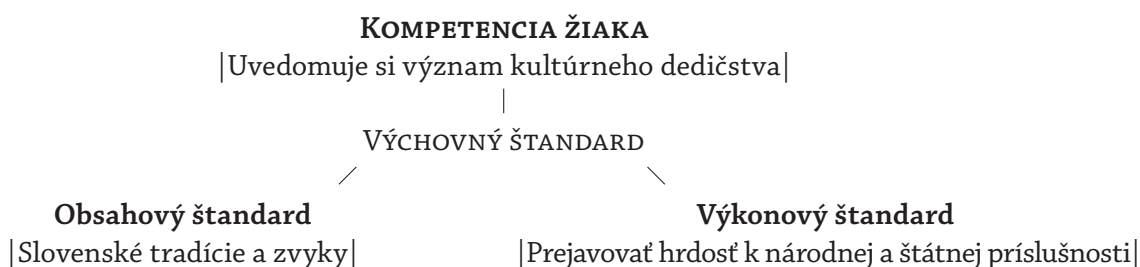 Kompetencia žiaka
|Uvedomuje si význam kultúrneho dedičstva|
Výchovný štandard
Obsahový štandard
Výkonový štandard
|Slovenské tradície a zvyky|
|Prejavovať hrdosť k národnej a štátnej príslušnosti|